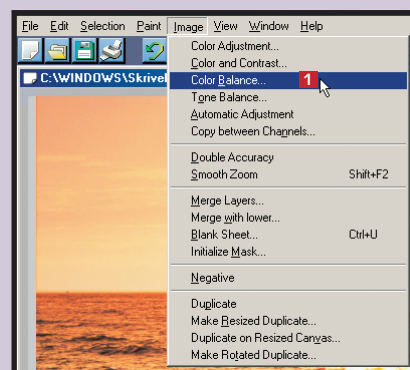 File Edit Selection Paint Image View Window Help
Color Adjustment...
Color and Contrast...
C:\WINDOWS\Skrivel
Color Balance... 1
Tone Balance...
Automatic Adjustment
Copy between Channels...
Double Accuracy
Smooth Zoom Shift+F2
Merge Layers...
Merge with lower...
Blank Sheet... Ctrl+U
Initialize Mask...
Negative
Duplicate
Make Resized Duplicate...
Duplicate on Resized Canvas...
Make Rotated Duplicate...